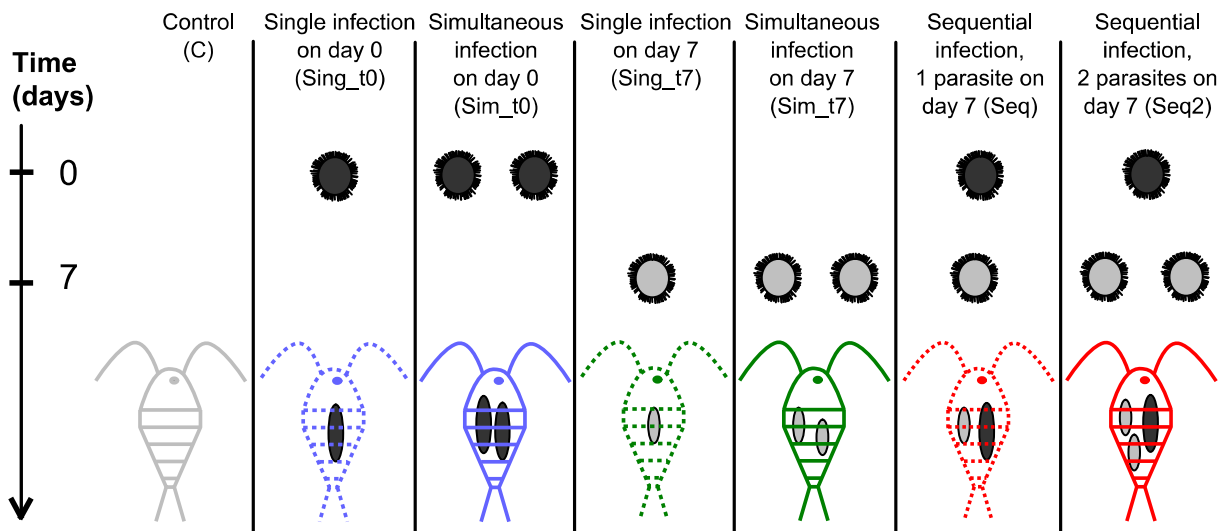 Control
(C)
Single infection
on day 0
(Sing_t0)
Simultaneous
infection
on day 0
(Sim_t0)
Single infection
on day 7
(Sing_t7)
Simultaneous
infection
on day 7
(Sim_t7)
Sequential
infection,
1 parasite on
day 7 (Seq)
Sequential
infection,
2 parasites on
day 7 (Seq2)
Time
(days)
0
7